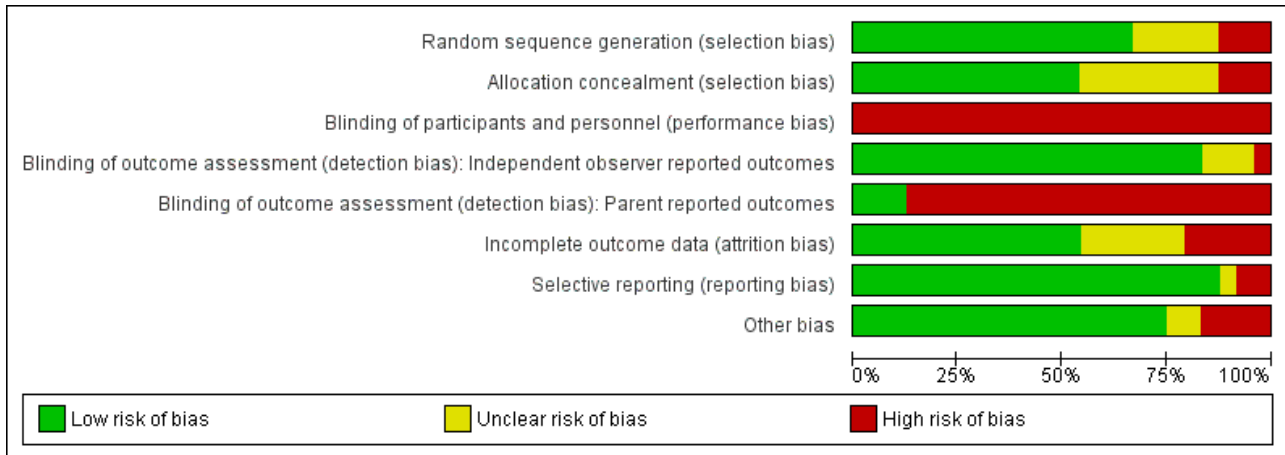 Random sequence generation (selection bias)
Allocation concealment (selection bias)
Blinding of participants and personnel (performance bias)
Blinding of outcome assessment (detection bias): Independent observer reported outcomes
Blinding of outcome assessment (detection bias): Parent reported outcomes
Incomplete outcome data (attrition bias)
Selective reporting (reporting bias)
Other bias
0% 25% 50% 75% 100%
Low risk of bias Unclear risk of bias High risk of bias